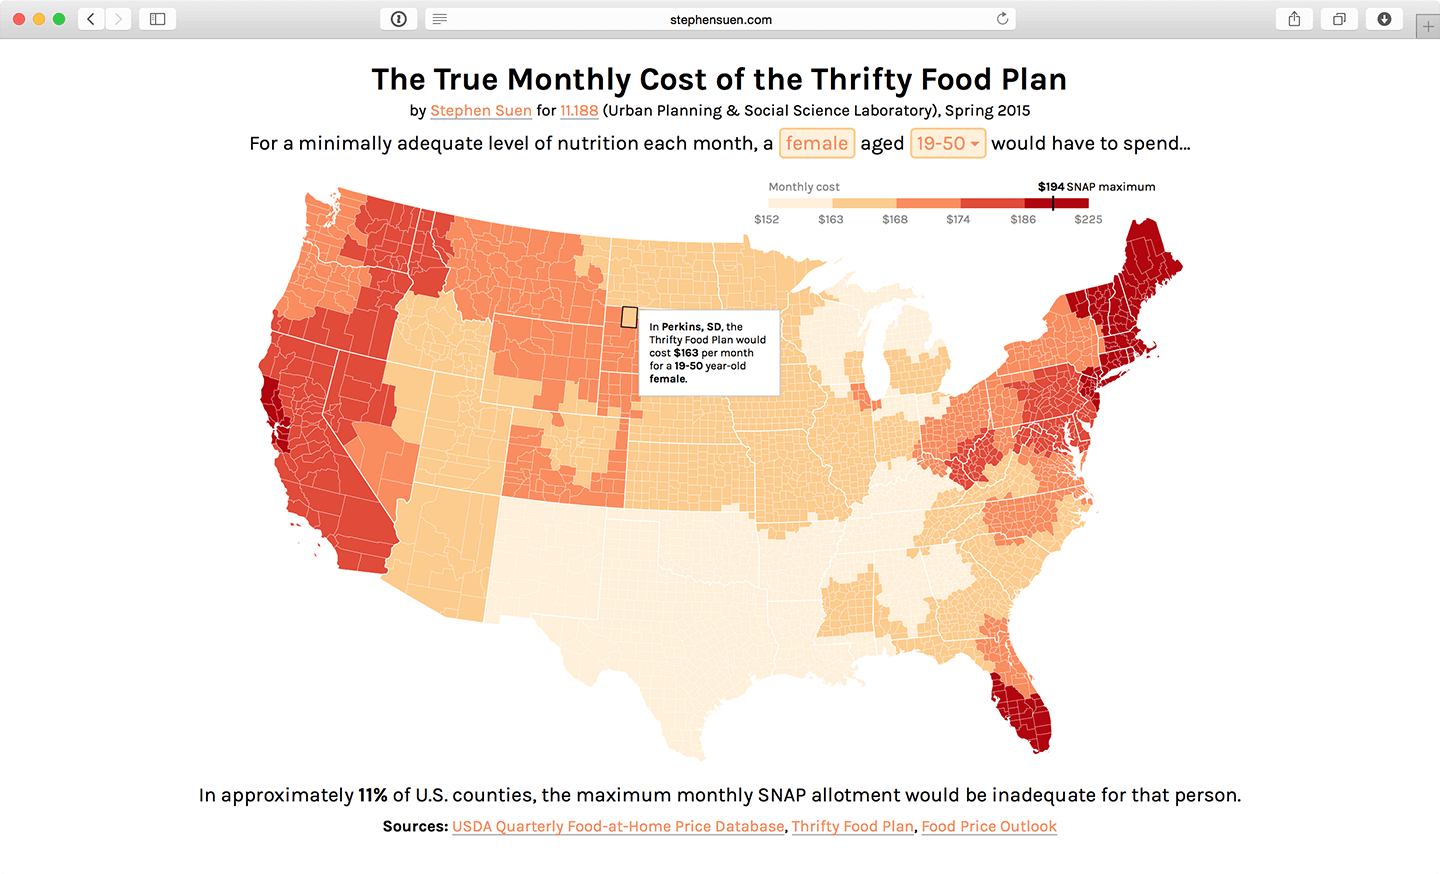 stephensuen.com
The True Monthly Cost of the Thrifty Food Plan
by Stephen Suen for 11.188 (Urban Planning & Social Science Laboratory), Spring 2015
For a minimally adequate level of nutrition each month, a female aged 19-50 would have to spend...
Monthly cost
$194 SNAP maximum
$152 $163 $168 $174 $186 $225
In Perkins, SD, the
Thrifty Food Plan would
cost $163 per month
for a 19-50 year-old
female.
In approximately 11% of U.S. counties, the maximum monthly SNAP allotment would be inadequate for that person.
Sources: USDA Quarterly Food-at-Home Price Database, Thrifty Food Plan, Food Price Outlook